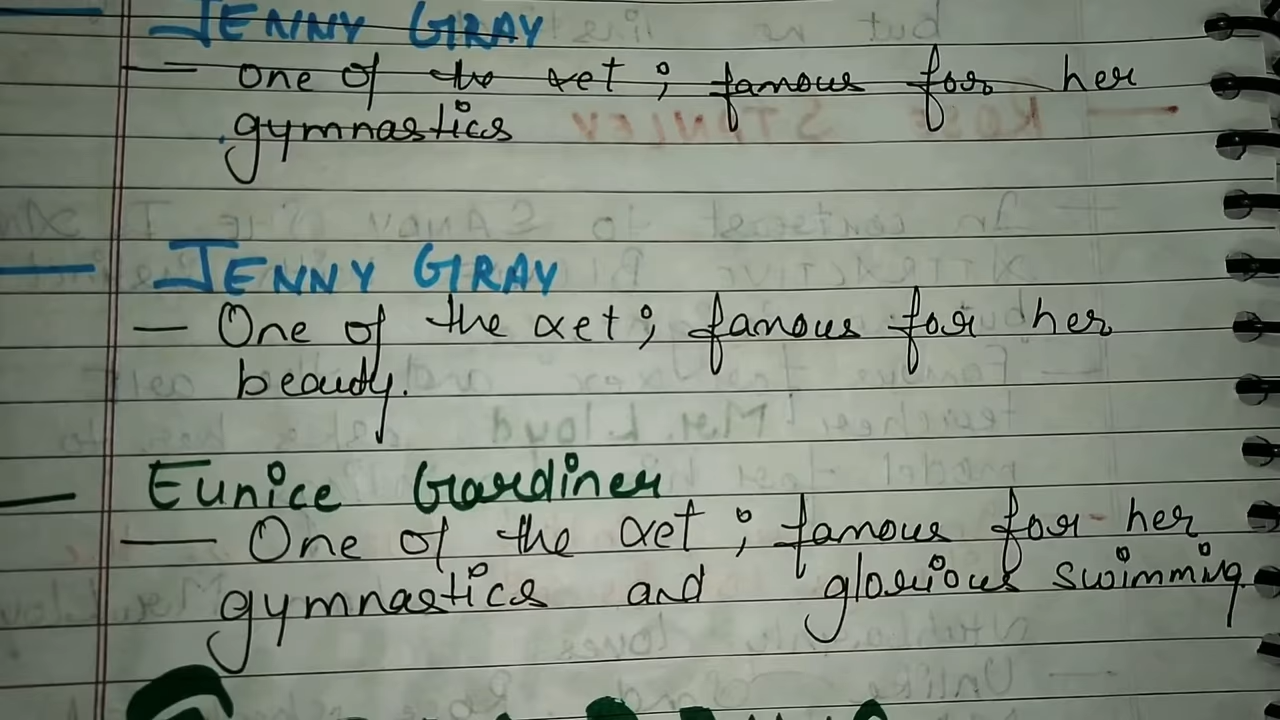 — JENNY GRAY
— One of the set ; famous for her
gymnastics
— JENNY GRAY
— One of the set ; famous for her
beauty.
— Eunice Gardiner
— One of the set ; famous for her
gymnastics and glorious swimming